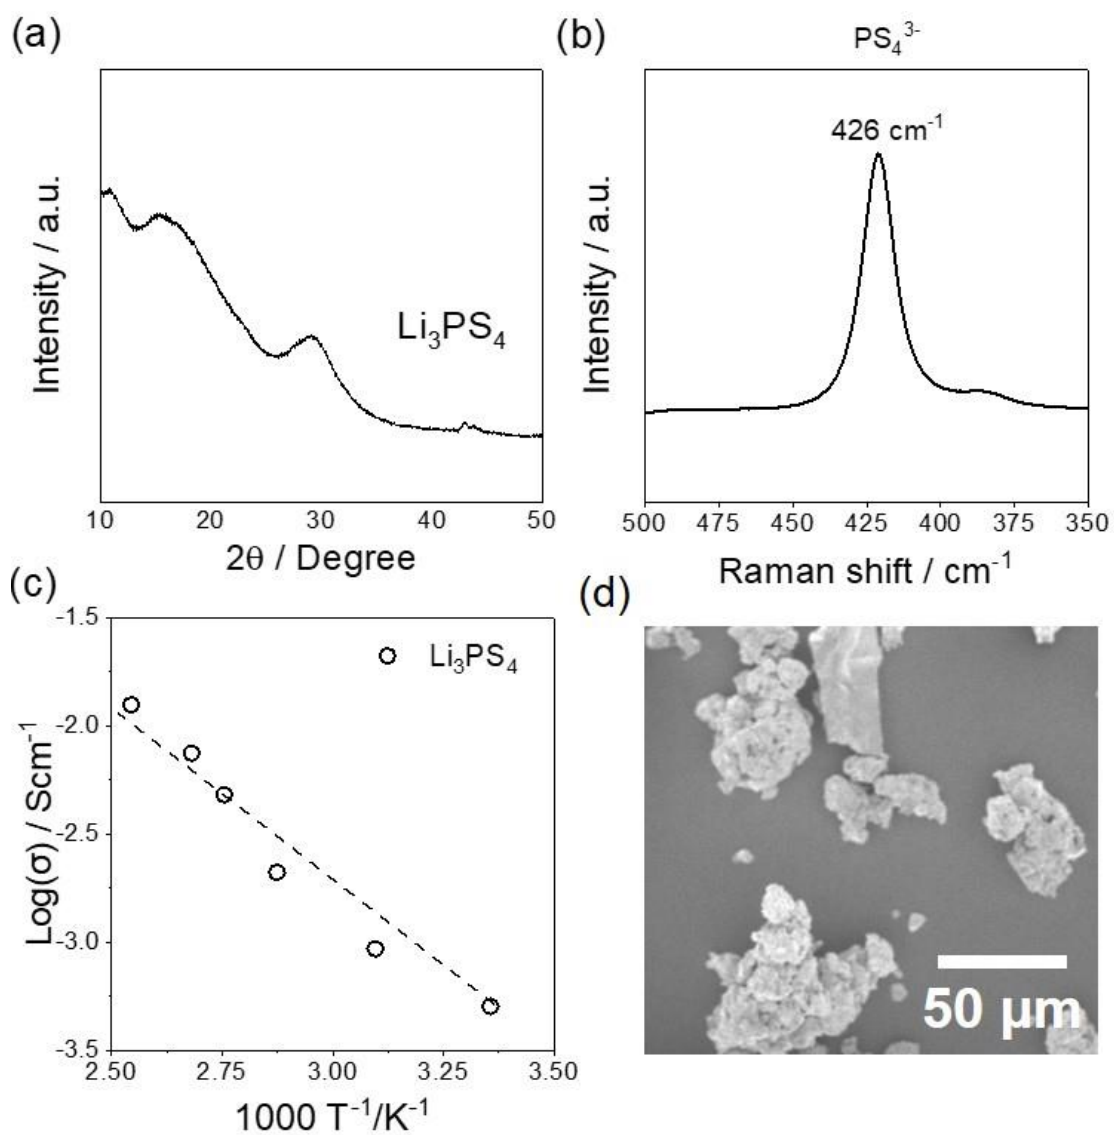 (a)
Intensity / a.u.
Li₃PS₄
10 20 30 40 50
2θ / Degree
(b)
PS₄³⁻
426 cm⁻¹
Intensity / a.u.
500 475 450 425 400 375 350
Raman shift / cm⁻¹
(c)
Log(σ) / Scm⁻¹
-1.5
-2.0
-2.5
-3.0
-3.5
Li₃PS₄
2.50 2.75 3.00 3.25 3.50
1000 T⁻¹/K⁻¹
(d)
50 μm